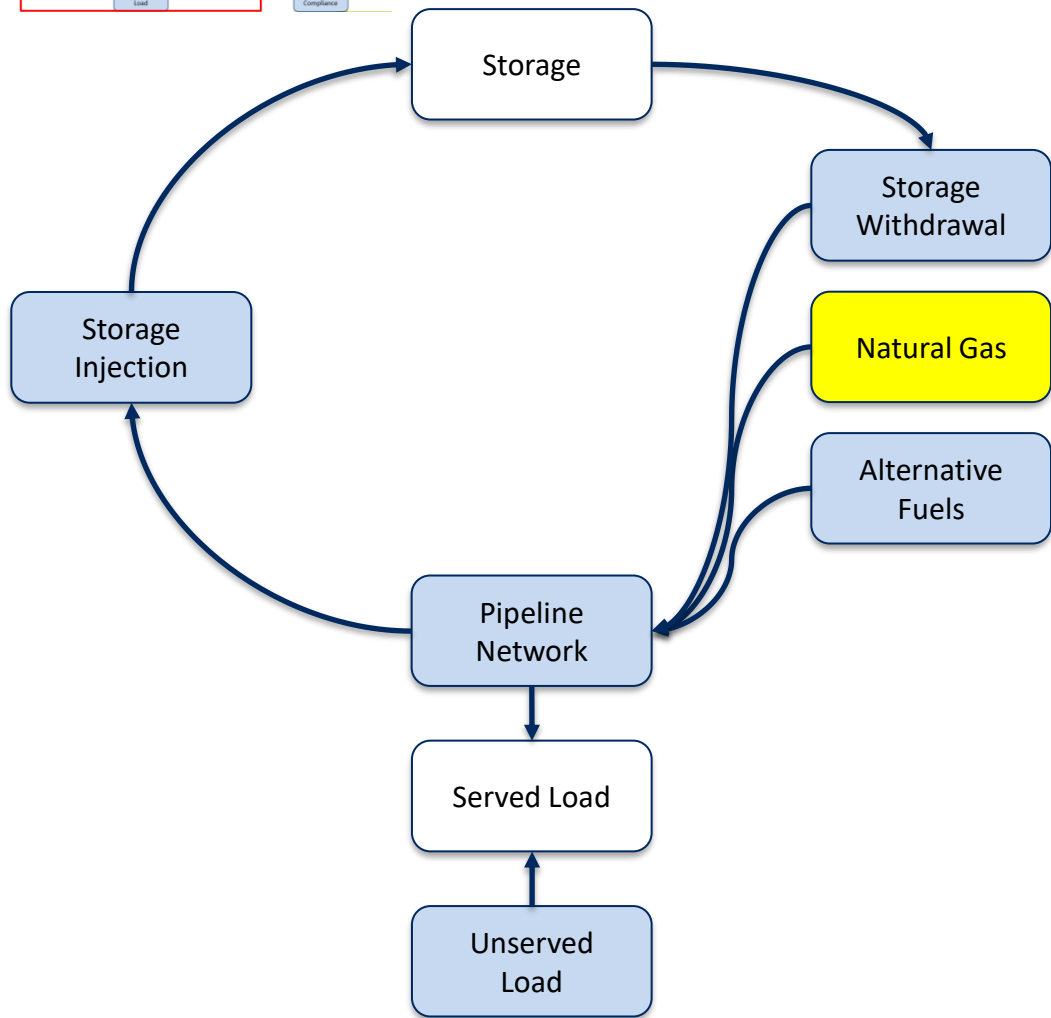 Load
Compliance
Storage
Storage
Withdrawal
Storage
Injection
Natural Gas
Alternative
Fuels
Pipeline
Network
Served Load
Unserved
Load